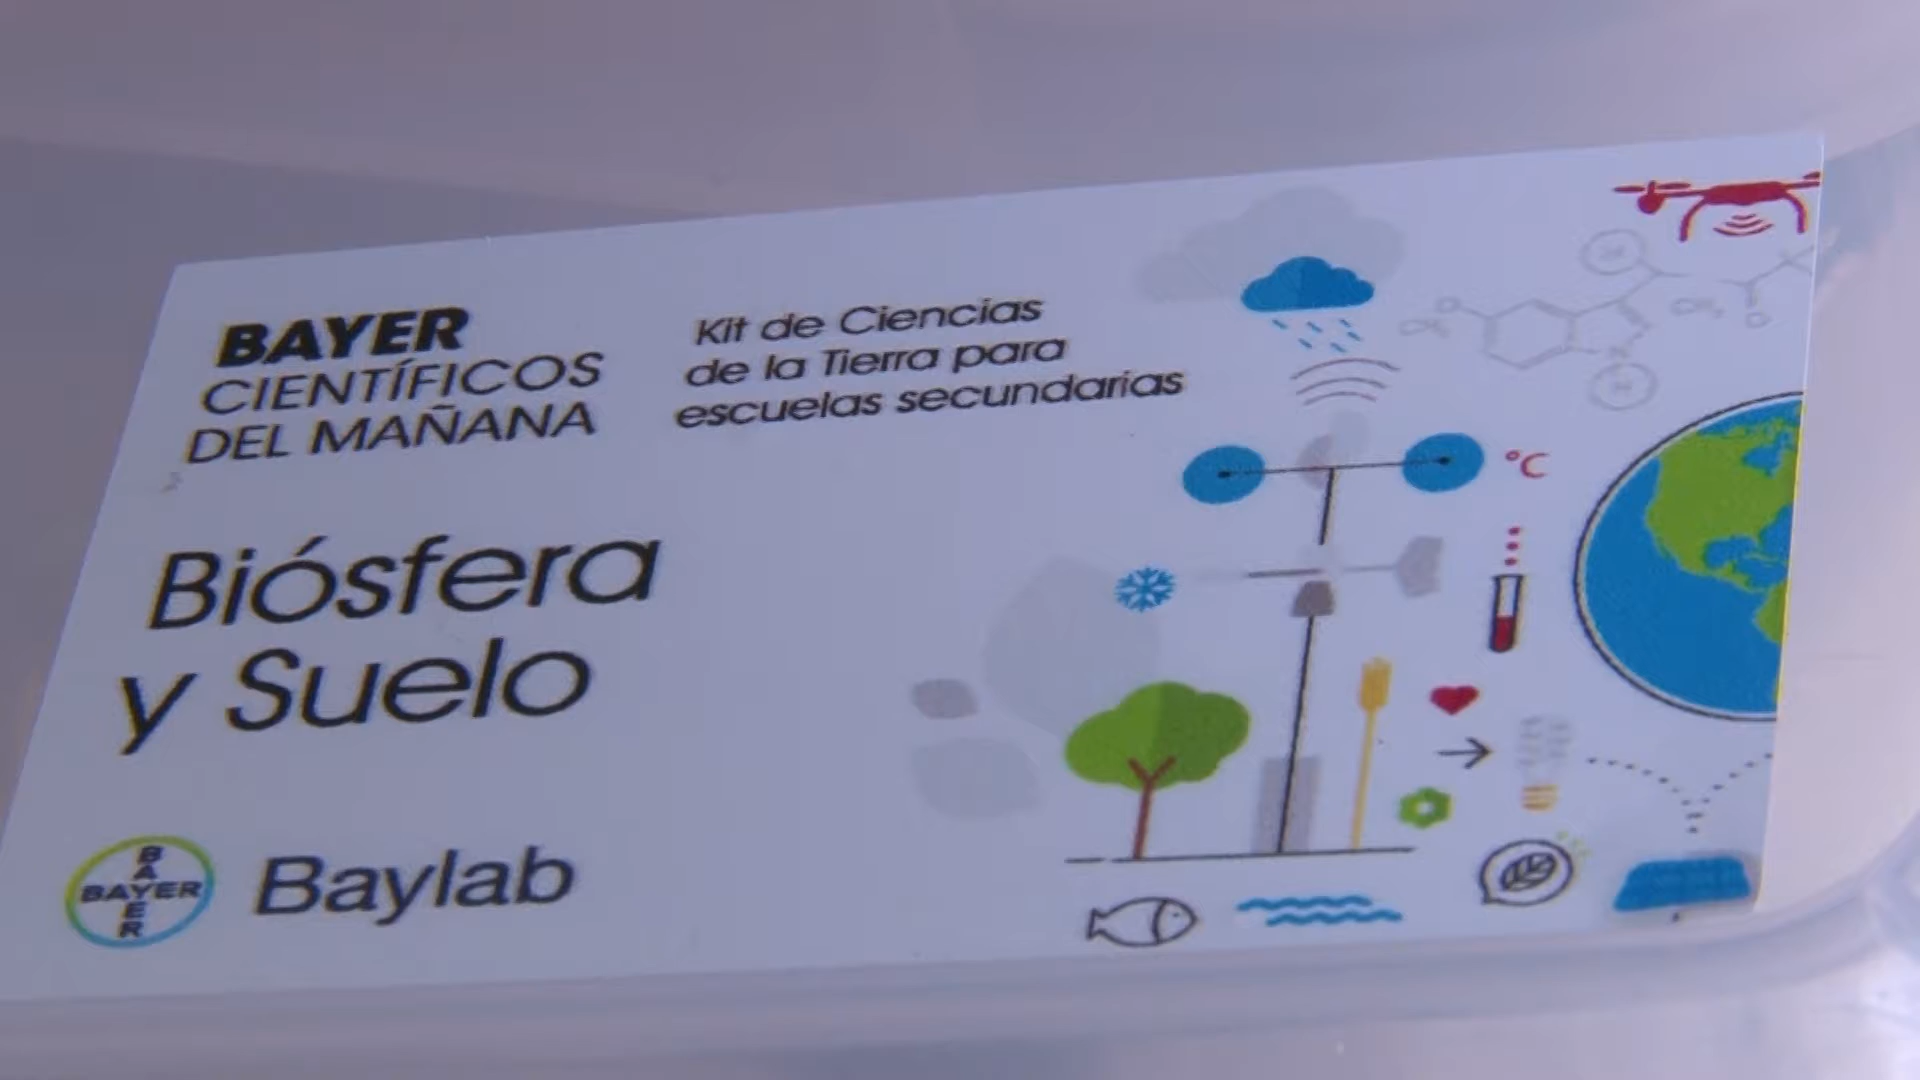 BAYER
CIENTÍFICOS
DEL MAÑANA
Kit de Ciencias
de la Tierra para
escuelas secundarias
°C
Biósfera
y Suelo
BAYER
BAYER
Baylab